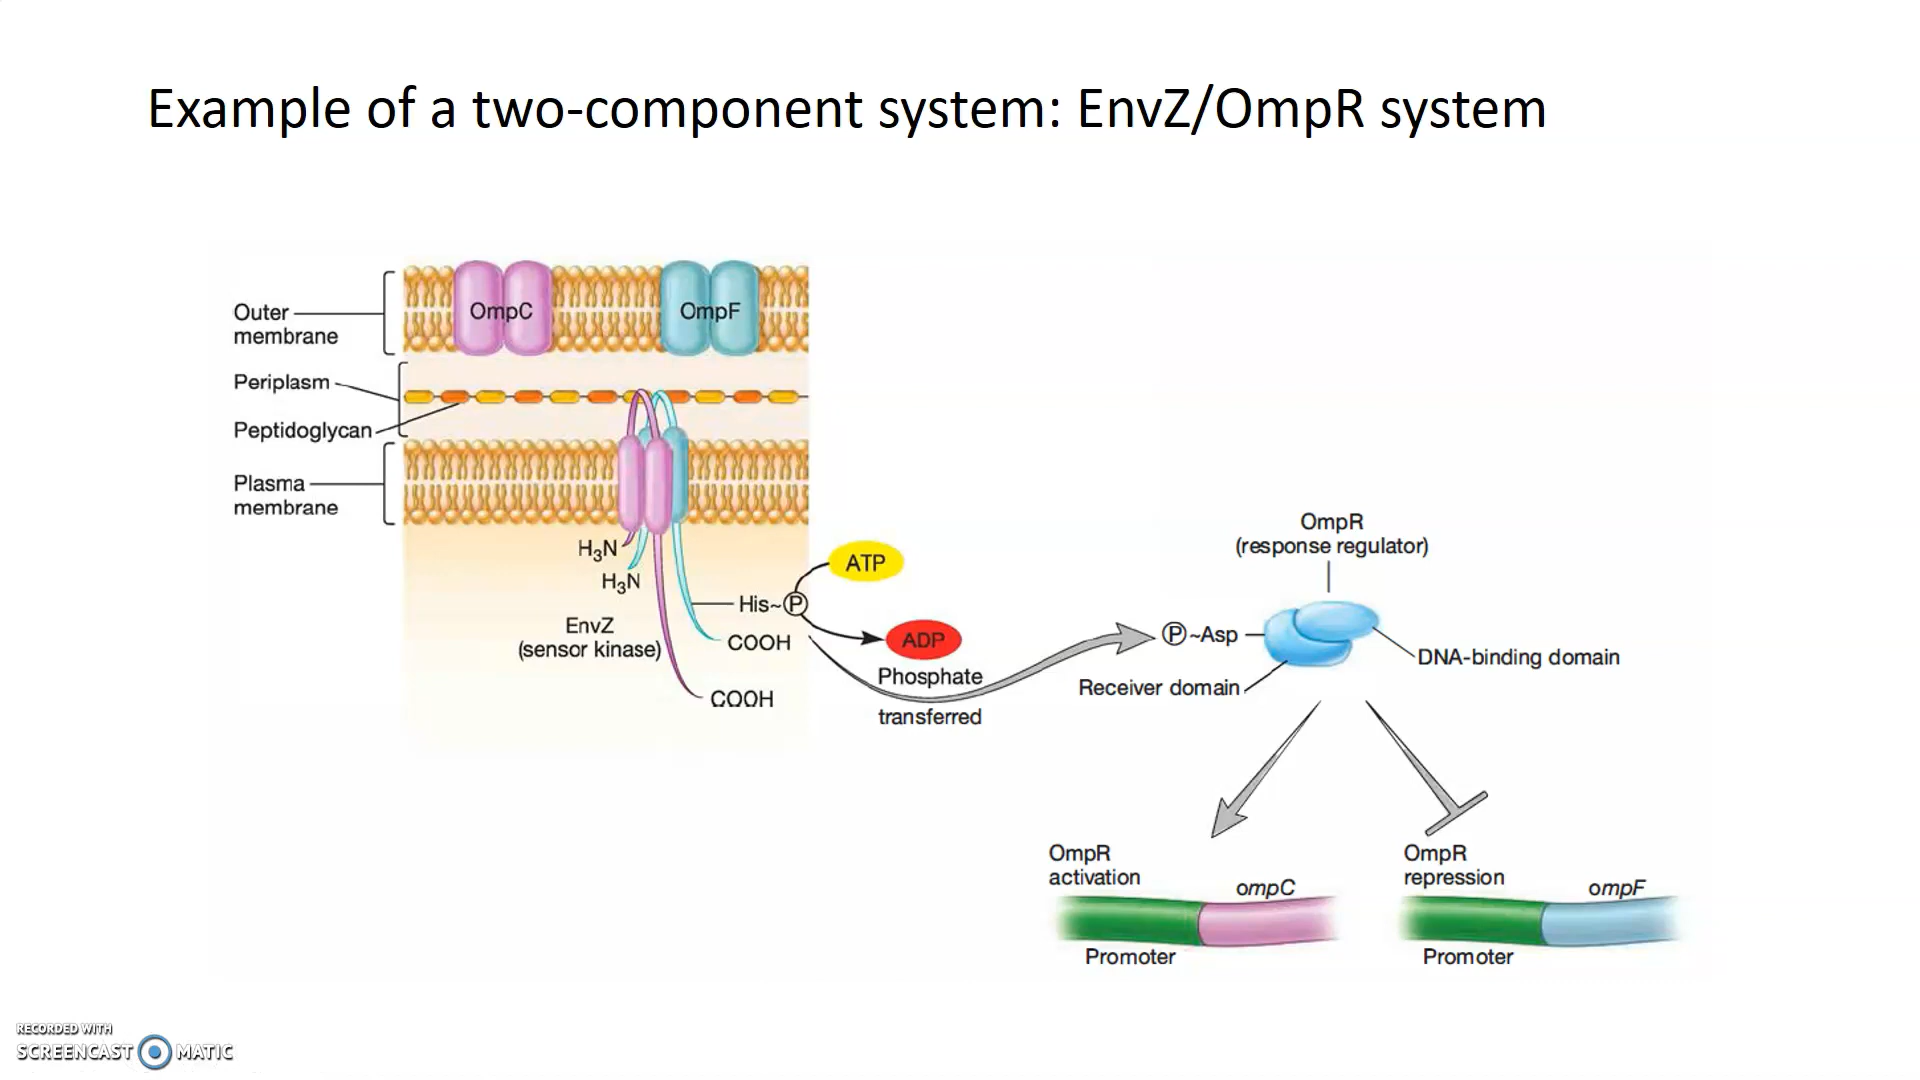 Example of a two-component system: EnvZ/OmpR system
Outer
membrane
OmpC
OmpF
Periplasm
Peptidoglycan
Plasma
membrane
H₃N
H₃N
EnvZ
(sensor kinase)
His~P
COOH
COOH
ATP
ADP
Phosphate
transferred
OmpR
(response regulator)
P~Asp
DNA-binding domain
Receiver domain
OmpR
activation
ompC
Promoter
OmpR
repression
ompF
Promoter
RECORDED WITH
SCREENCAST MATIC